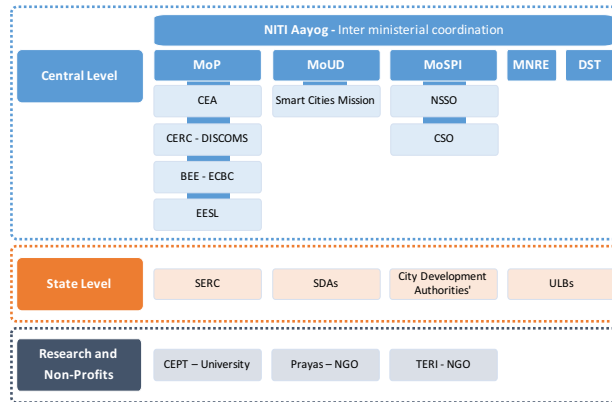 NITI Aayog - Inter ministerial coordination
Central Level
MoP
MoUD
MoSPI
MNRE
DST
CEA
Smart Cities Mission
NSSO
CERC - DISCOMS
CSO
BEE - ECBC
EESL
State Level
SERC
SDAs
City Development
Authorities'
ULBs
Research and
Non-Profits
CEPT – University
Prayas – NGO
TERI - NGO